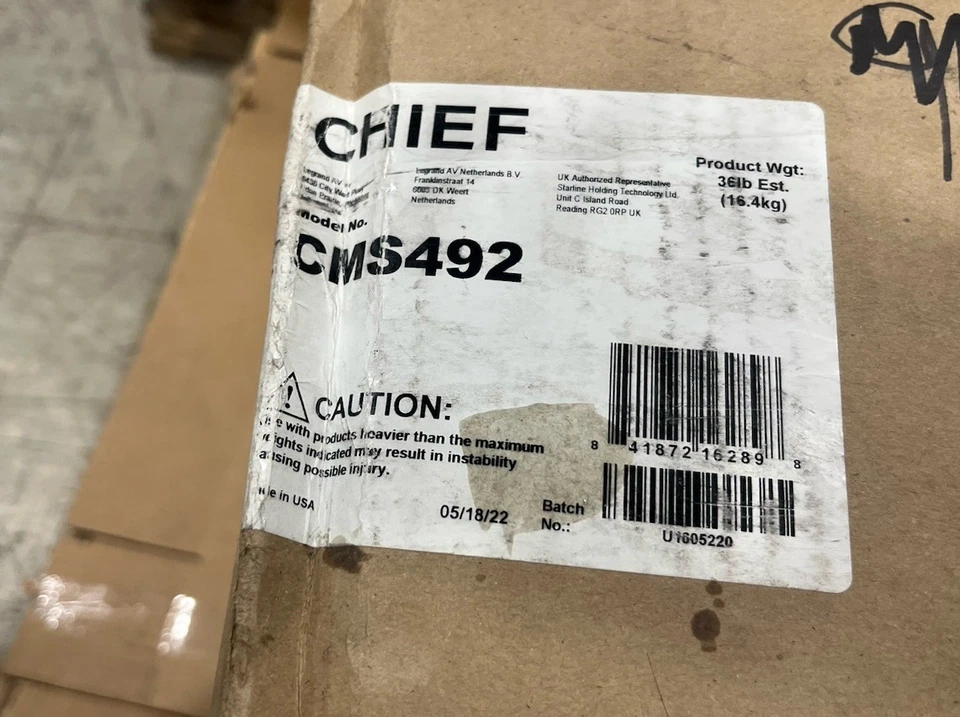 CHIEF
Legrand AV Netherlands B.V.
Franklinstraat 14
6003 DK Weert
Netherlands
UK Authorized Representative
Starline Holding Technology Ltd.
Unit C Island Road
Reading RG2 0RP UK
Product Wgt:
36lb Est.
(16.4kg)
Model No.
CMS492
CAUTION:
with products heavier than the maximum
indicated may result in instability
possible injury.
in USA
05/18/22
8 41872 16289 8
Batch
No.:
U1605220